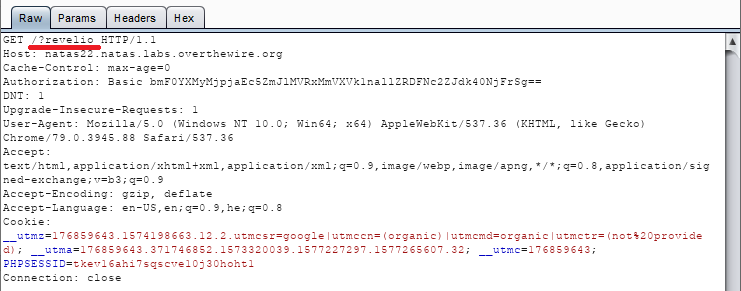 Raw Params Headers Hex
GET /?revelio HTTP/1.1
Host: natas22.natas.labs.overthewire.org
Cache-Control: max-age=0
Authorization: Basic bmF0YXMyMjpjaEc5ZmJlMVRxMmVXVk1nallZRDFNc2ZJdk40NjFrSg==
DNT: 1
Upgrade-Insecure-Requests: 1
User-Agent: Mozilla/5.0 (Windows NT 10.0; Win64; x64) AppleWebKit/537.36 (KHTML, like Gecko)
Chrome/79.0.3945.88 Safari/537.36
Accept:
text/html,application/xhtml+xml,application/xml;q=0.9,image/webp,image/apng,*/*;q=0.8,application/sig
ned-exchange;v=b3;q=0.9
Accept-Encoding: gzip, deflate
Accept-Language: en-US,en;q=0.9,he;q=0.8
Cookie:
__utmz=176859643.1574198663.12.2.utmcsr=google|utmccn=(organic)|utmcmd=organic|utmctr=(not%20provide
d); __utma=176859643.371746852.1573320039.1577227297.1577265607.32; __utmc=176859643;
PHPSESSID=tkevl6ahi7sqscve10j30hoht1
Connection: close